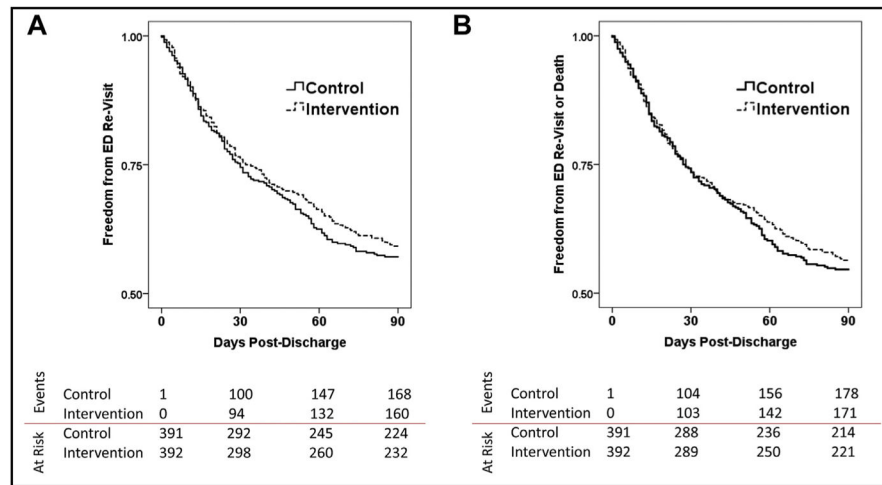 A
1.00
0.75
0.50
Freedom from ED Re-Visit
Control
Intervention
0 30 60 90
Days Post-Discharge
Events
Control 1 100 147 168
Intervention 0 94 132 160
At Risk
Control 391 292 245 224
Intervention 392 298 260 232
B
1.00
0.75
0.50
Freedom from ED Re-Visit or Death
Control
Intervention
0 30 60 90
Days Post-Discharge
Events
Control 1 104 156 178
Intervention 0 103 142 171
At Risk
Control 391 288 236 214
Intervention 392 289 250 221